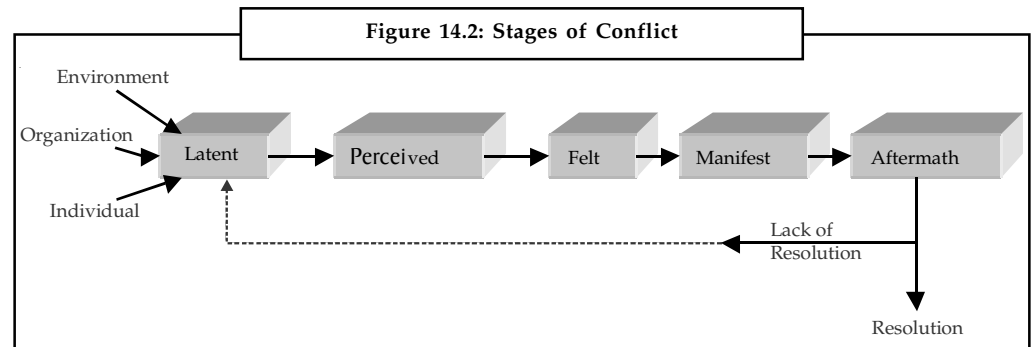 Figure 14.2: Stages of Conflict
Environment
Organization
Individual
Latent
Perceived
Felt
Manifest
Aftermath
Lack of
Resolution
Resolution